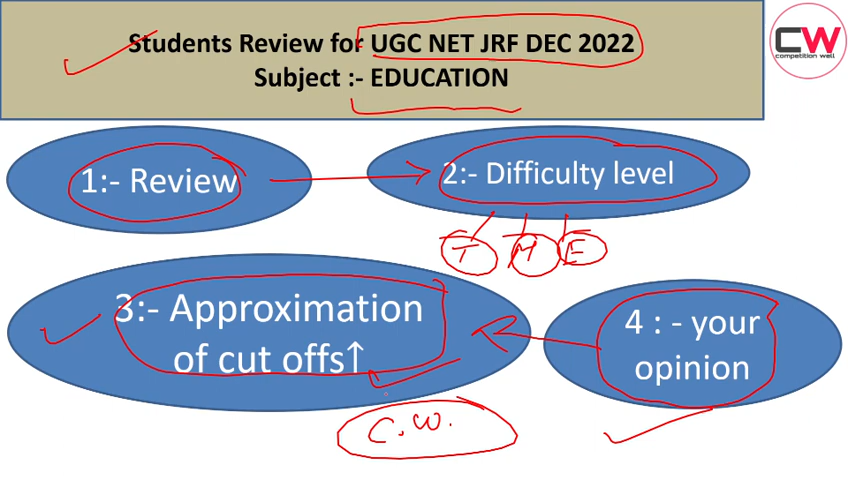 Students Review for UGC NET JRF DEC 2022
Subject :- EDUCATION
CW
competition well
1:- Review
2:- Difficulty level
T M E
3:- Approximation
of cut offs↑
4 : - your
opinion
C.W.